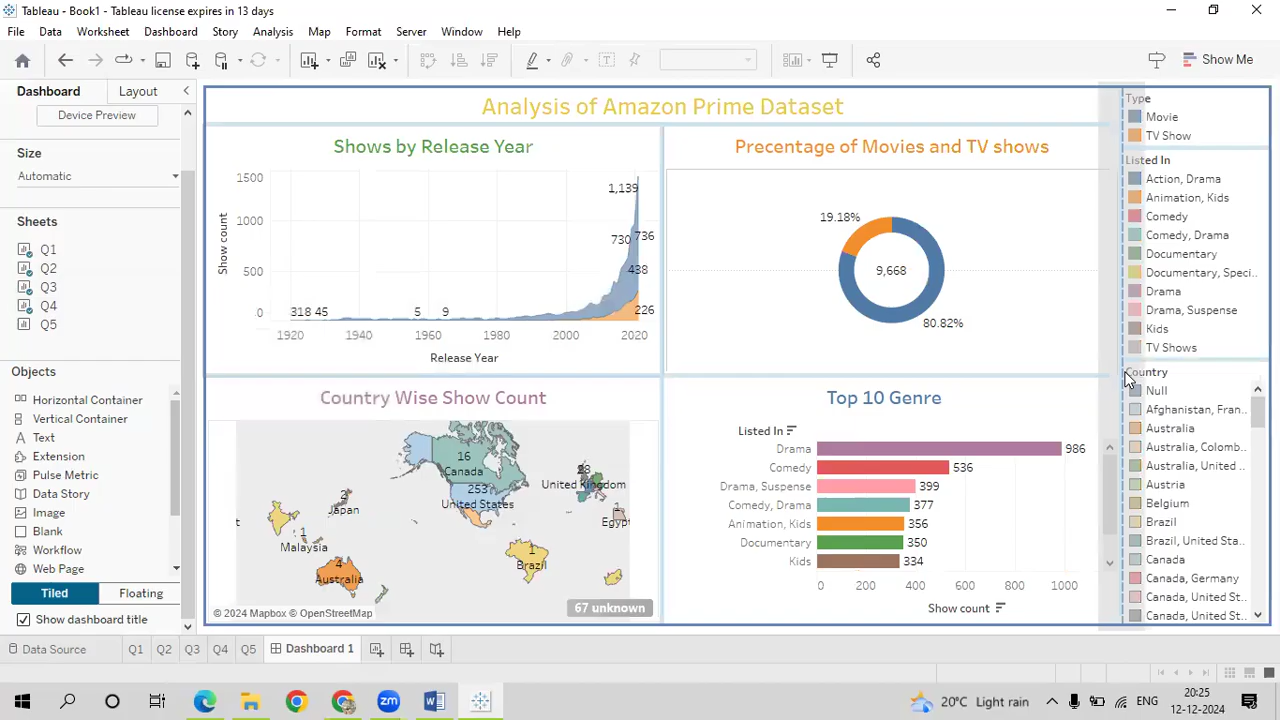 Tableau - Book1 - Tableau license expires in 13 days
File Data Worksheet Dashboard Story Analysis Map Format Server Window Help
Show Me
Dashboard Layout
Device Preview
Size
Automatic
Sheets
Q1
Q2
Q3
Q4
Q5
Objects
Horizontal Container
Vertical Container
Text
Extension
Pulse Metric
Data Story
Image
Blank
Workflow
Web Page
Tiled Floating
Show dashboard title
Analysis of Amazon Prime Dataset
Shows by Release Year
Show count
1500
1000
500
0
1,139
730 736
438
226
318 45 5 9
1920 1940 1960 1980 2000 2020
Release Year
Precentage of Movies and TV shows
19.18%
9,668
80.82%
Country Wise Show Count
16
Canada
253
United States
2
Japan
1
Malaysia
4
Australia
1
Brazil
28
United Kingdom
1
Egypt
© 2024 Mapbox © OpenStreetMap
67 unknown
Top 10 Genre
Listed In
Drama 986
Comedy 536
Drama, Suspense 399
Comedy, Drama 377
Animation, Kids 356
Documentary 350
Kids 334
0 200 400 600 800 1000
Show count
Type
Movie
TV Show
Listed In
Action, Drama
Animation, Kids
Comedy
Comedy, Drama
Documentary
Documentary, Speci..
Drama
Drama, Suspense
Kids
TV Shows
Country
Null
Afghanistan, Fran..
Australia
Australia, Colomb..
Australia, United ..
Austria
Belgium
Brazil
Brazil, United Sta..
Canada
Canada, Germany
Canada, United St..
Canada, United St..
Data Source Q1 Q2 Q3 Q4 Q5 Dashboard 1
20°C Light rain
ENG
20:25
12-12-2024